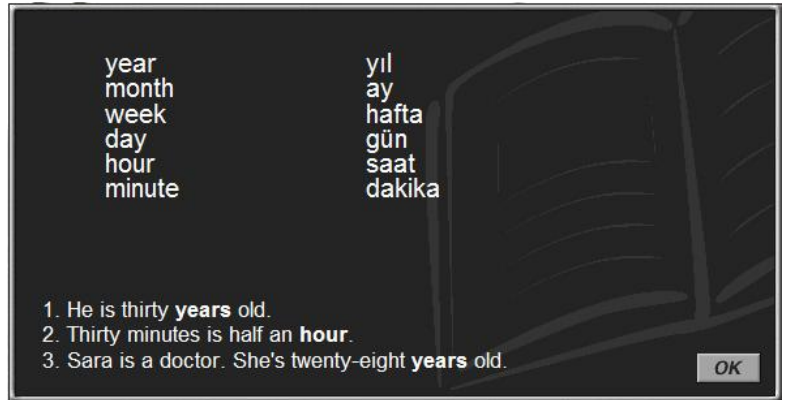 year yıl
month ay
week hafta
day gün
hour saat
minute dakika
1. He is thirty years old.
2. Thirty minutes is half an hour.
3. Sara is a doctor. She's twenty-eight years old.
OK